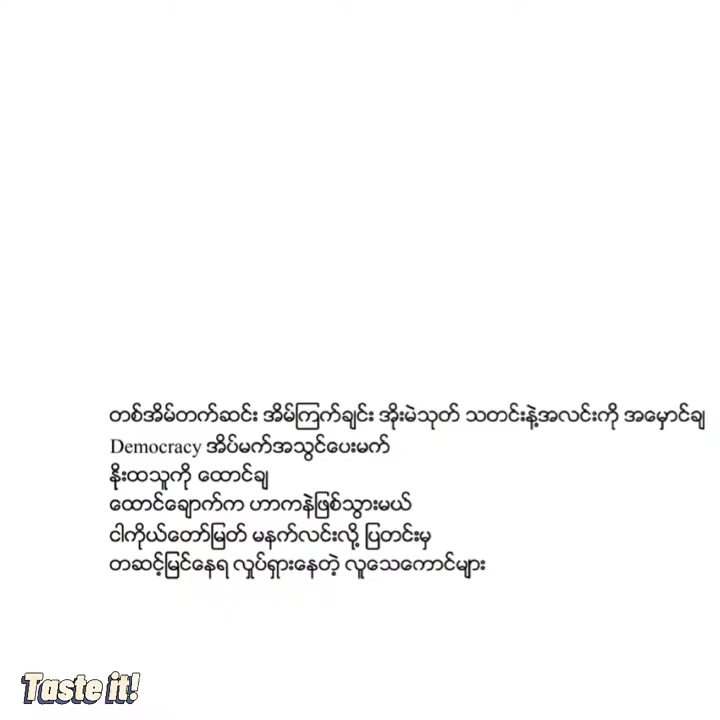 တစ်အိမ်တက်ဆင်း အိမ်ကြက်ချင်း အိုးမဲသုတ် သတင်းနဲ့အလင်းကို အမှောင်ချ
Democracy အိပ်မက်အသွင်ပေးမက်
နိုးထသူကို ထောင်ချ
ထောင်ချောက်က ဟာကနဲဖြစ်သွားမယ်
ငါကိုယ်တော်မြတ် မနက်လင်းလို့ ပြတင်းမှ
တဆင့်မြင်နေရ လှုပ်ရှားနေတဲ့ လူသေကောင်များ
Taste it!